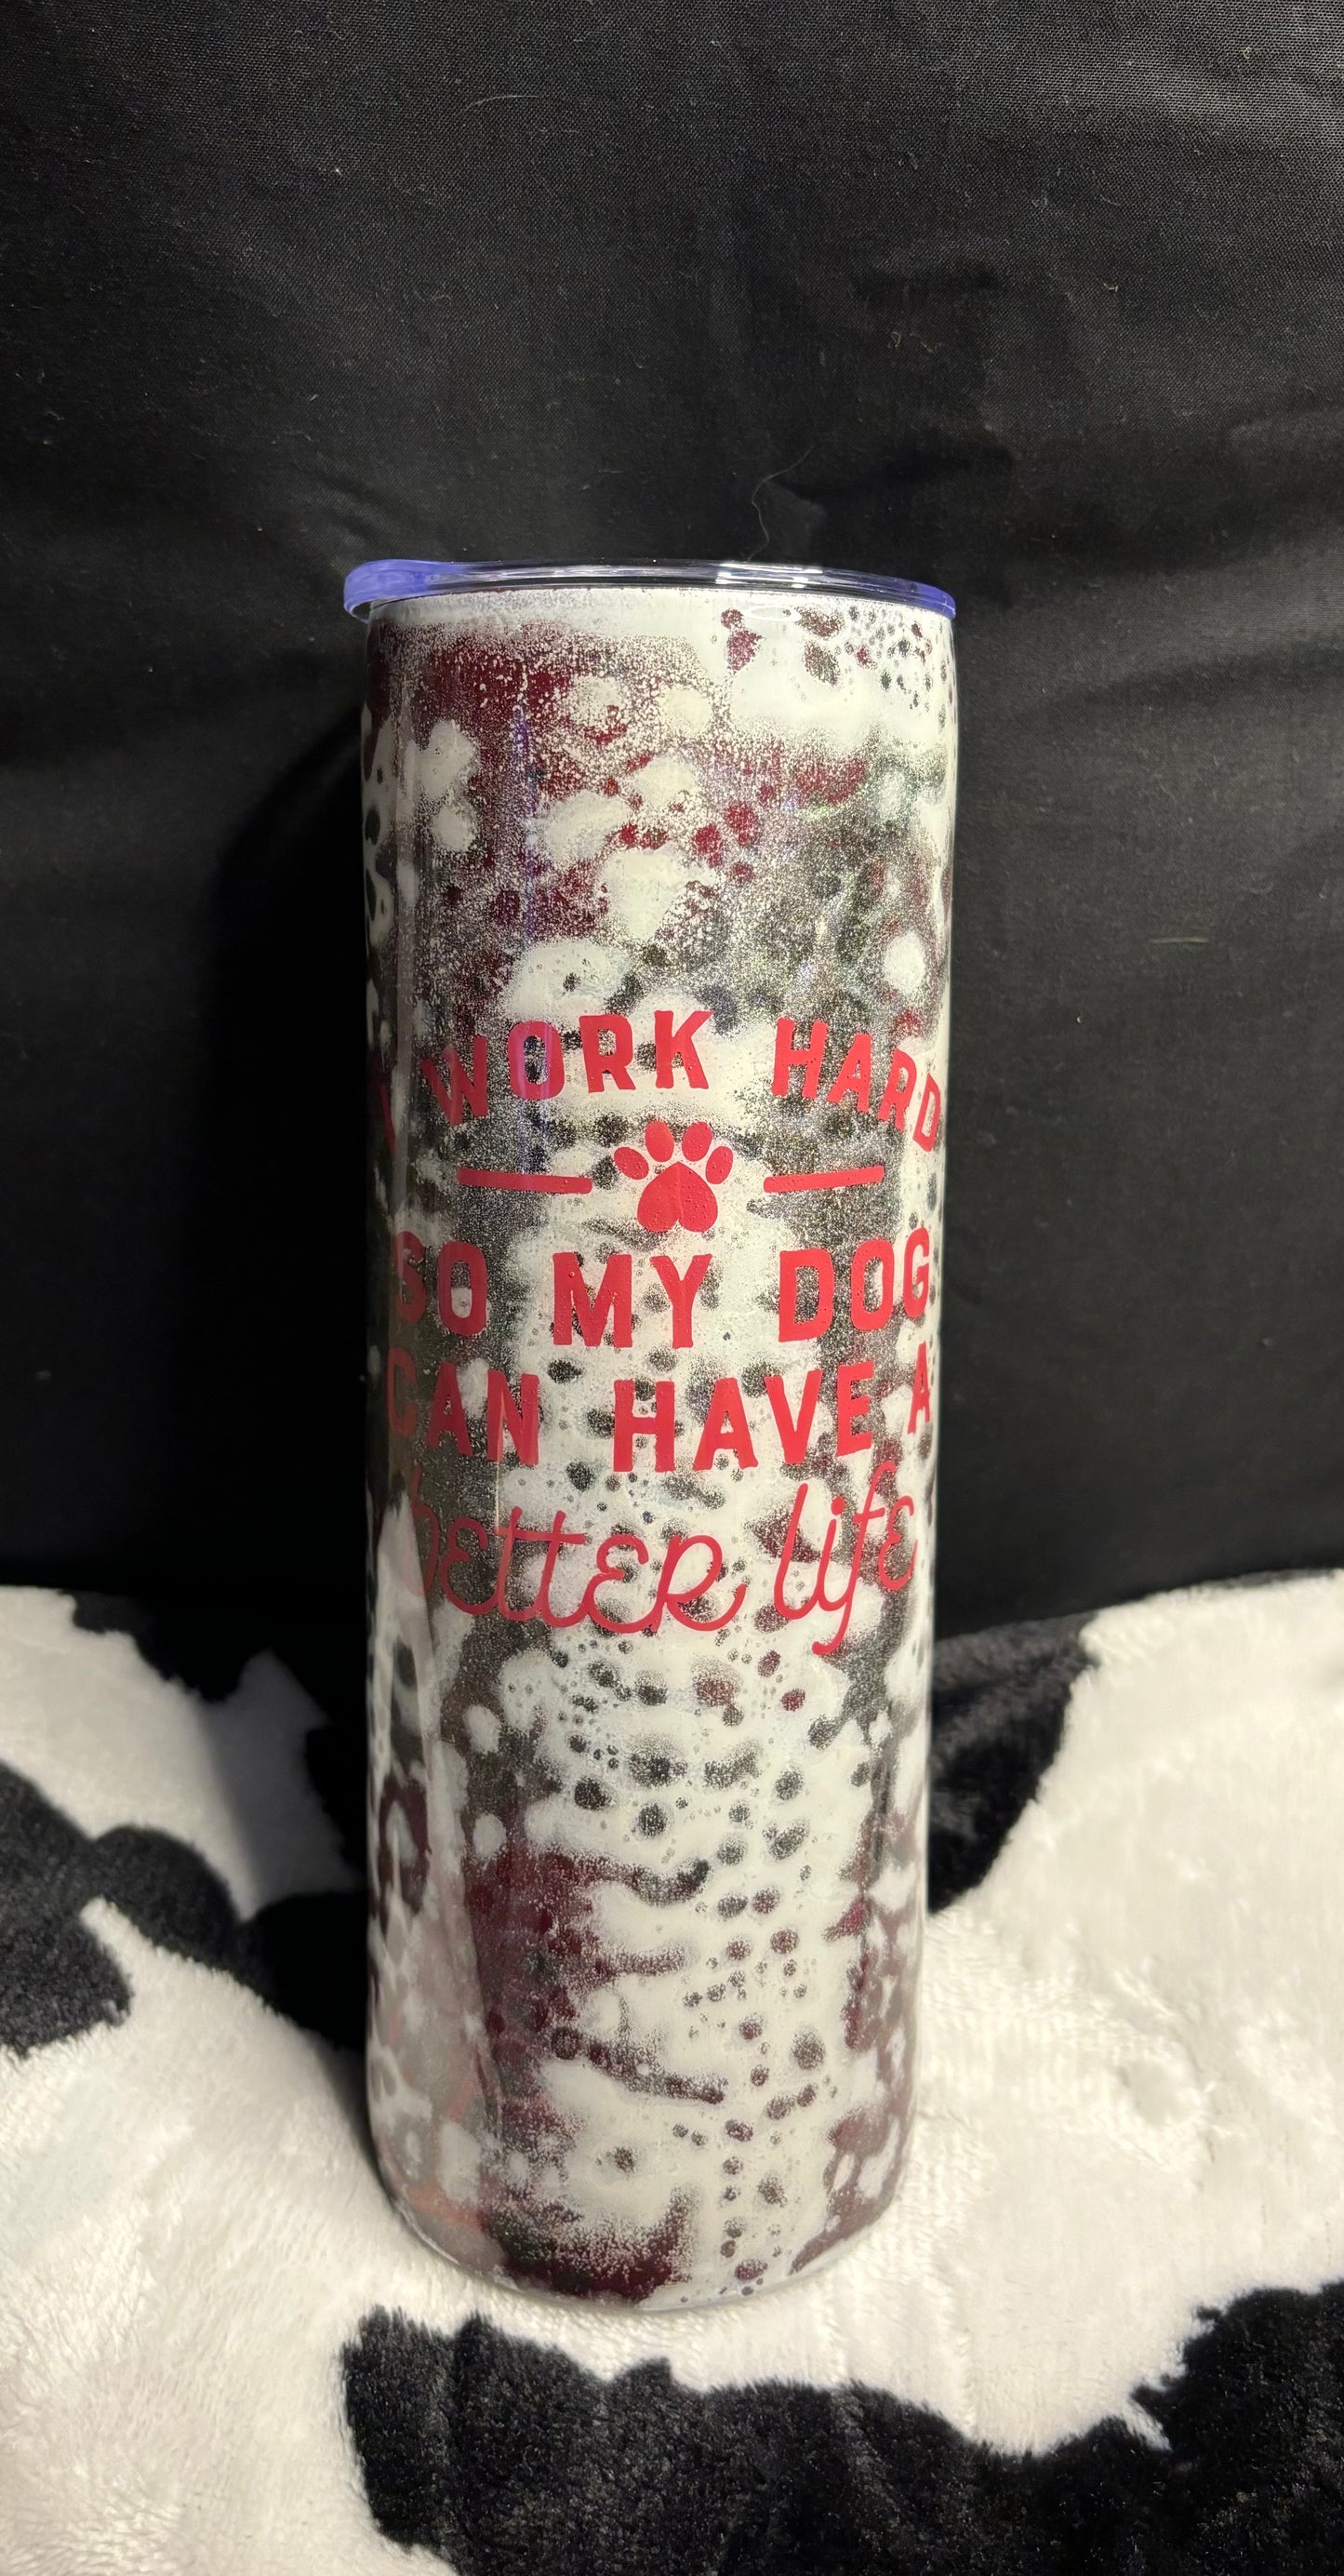 I WORK HARD
SO MY DOG
CAN HAVE A
bEttER lifE